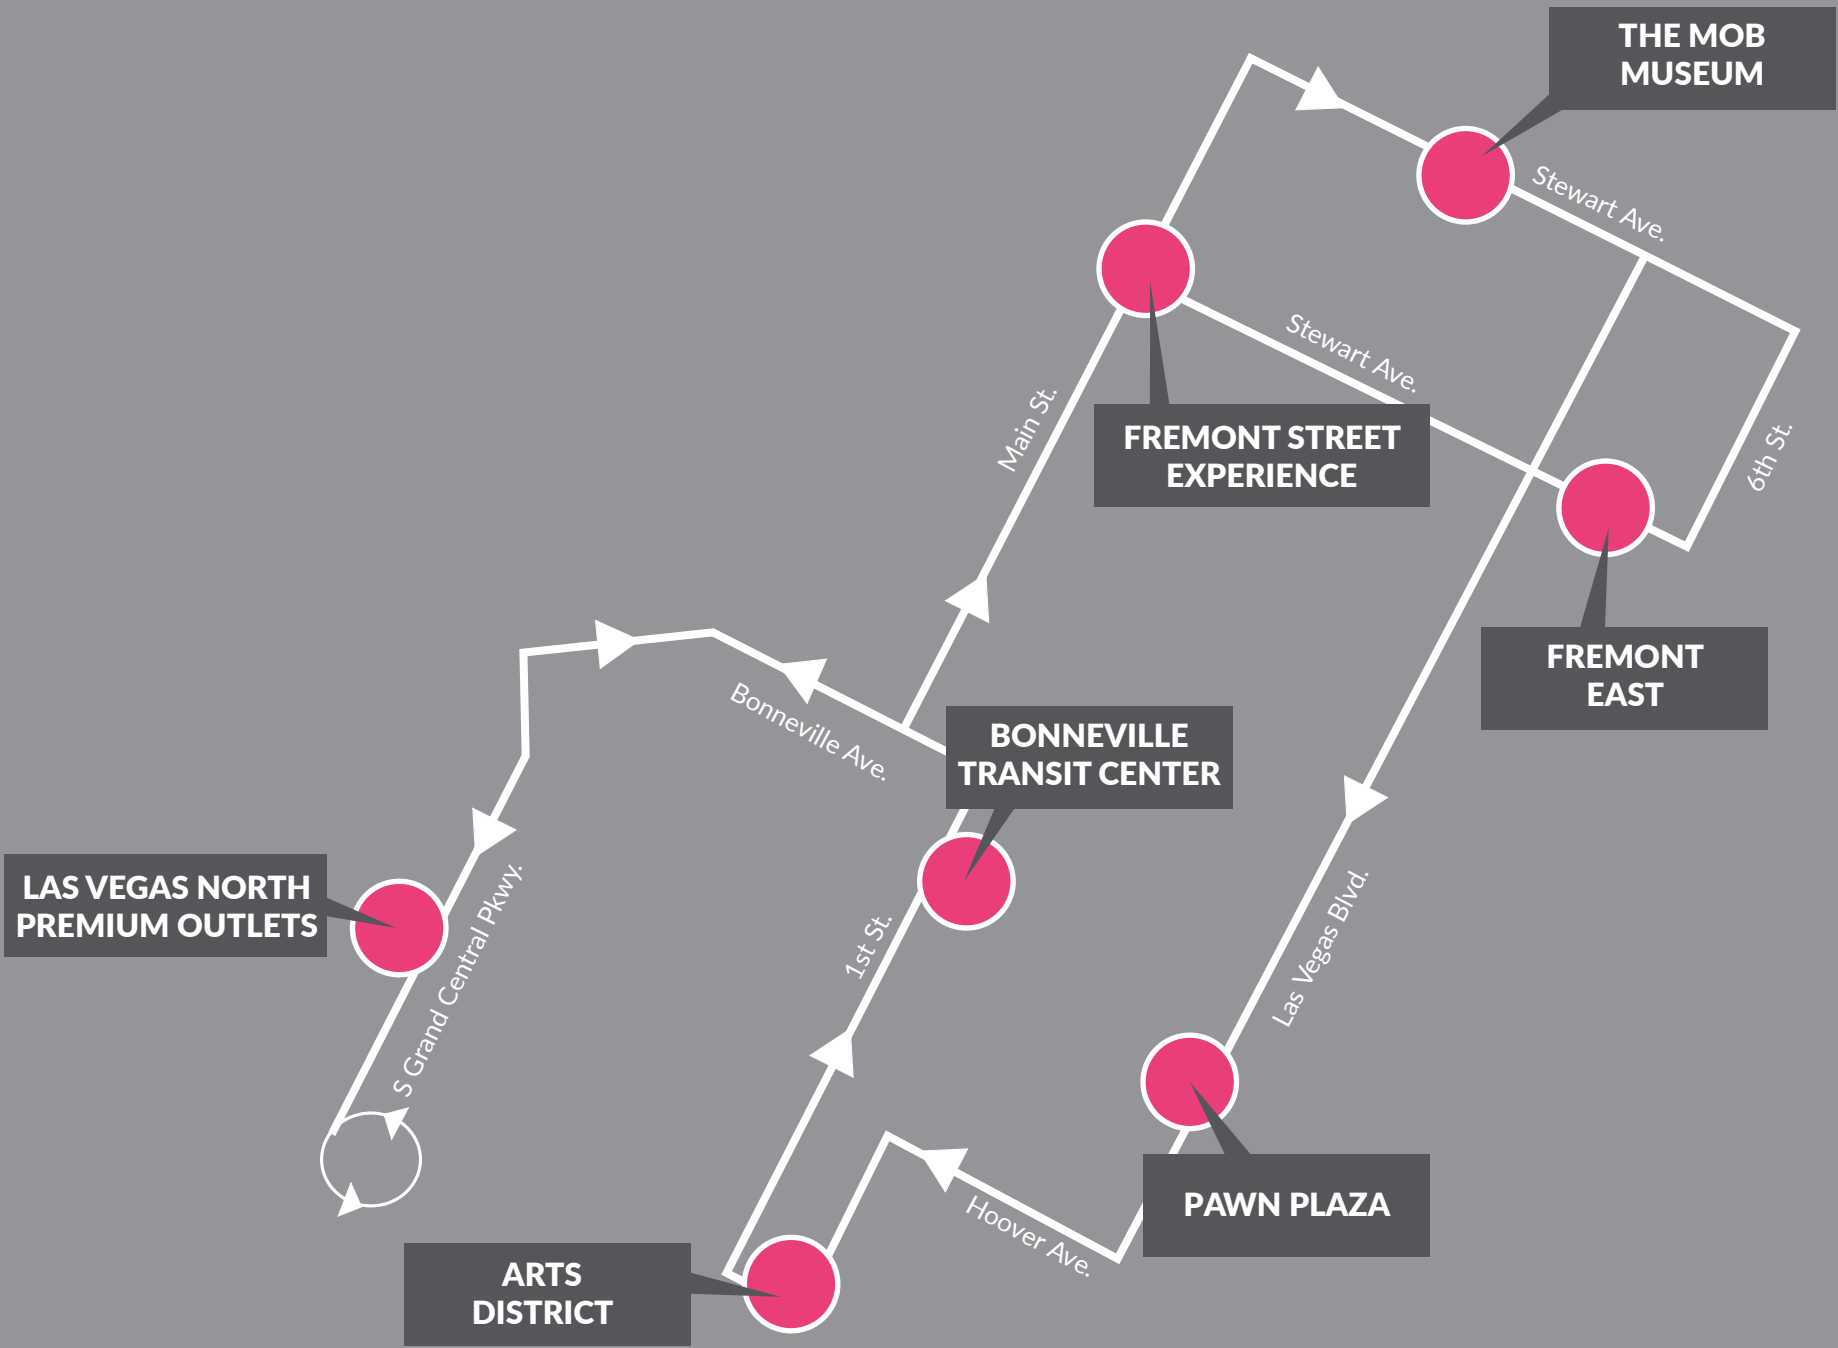 THE MOB
MUSEUM
Stewart Ave.
Stewart Ave.
Main St.
FREMONT STREET
EXPERIENCE
6th St.
FREMONT
EAST
Bonneville Ave.
BONNEVILLE
TRANSIT CENTER
LAS VEGAS NORTH
PREMIUM OUTLETS
S Grand Central Pkwy.
1st St.
Las Vegas Blvd.
PAWN PLAZA
Hoover Ave.
ARTS
DISTRICT